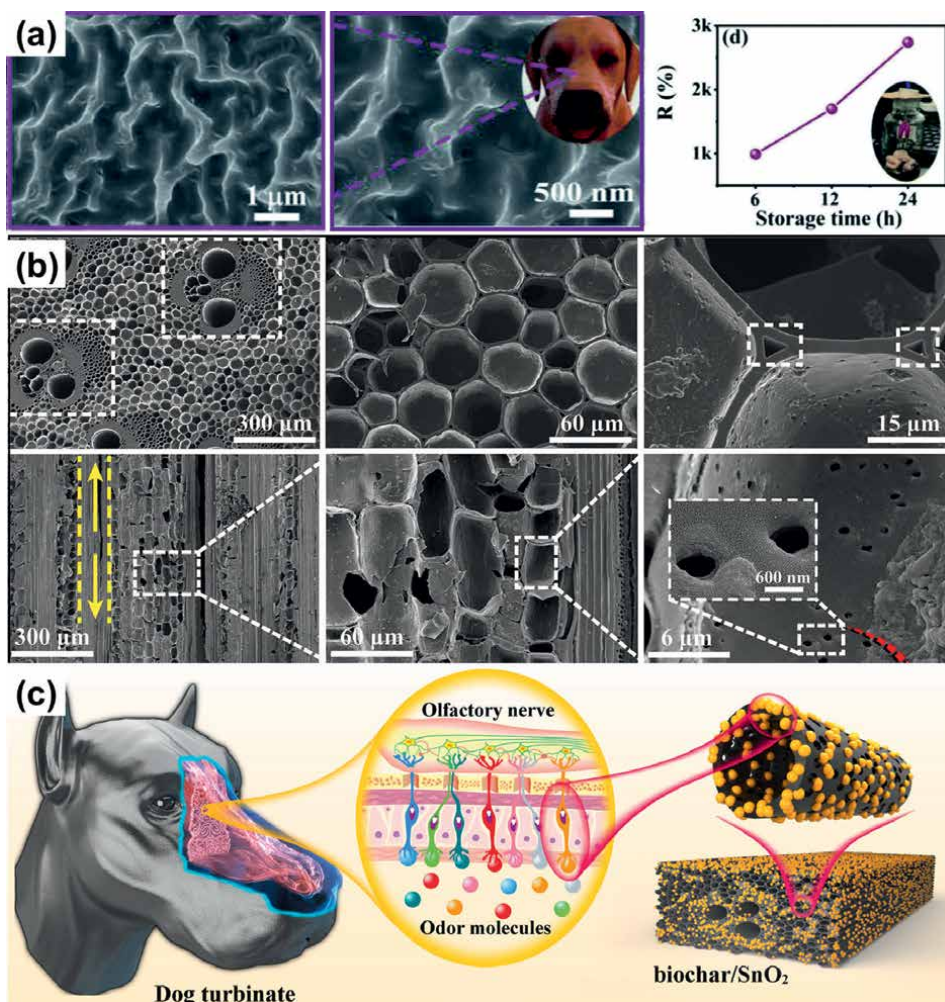 (a)
1 μm
500 nm
(d)
R (%)
3k
2k
1k
6
12
24
Storage time (h)
(b)
300 μm
60 μm
15 μm
300 μm
60 μm
600 nm
6 μm
(c)
Olfactory nerve
Odor molecules
Dog turbinate
biochar/SnO₂